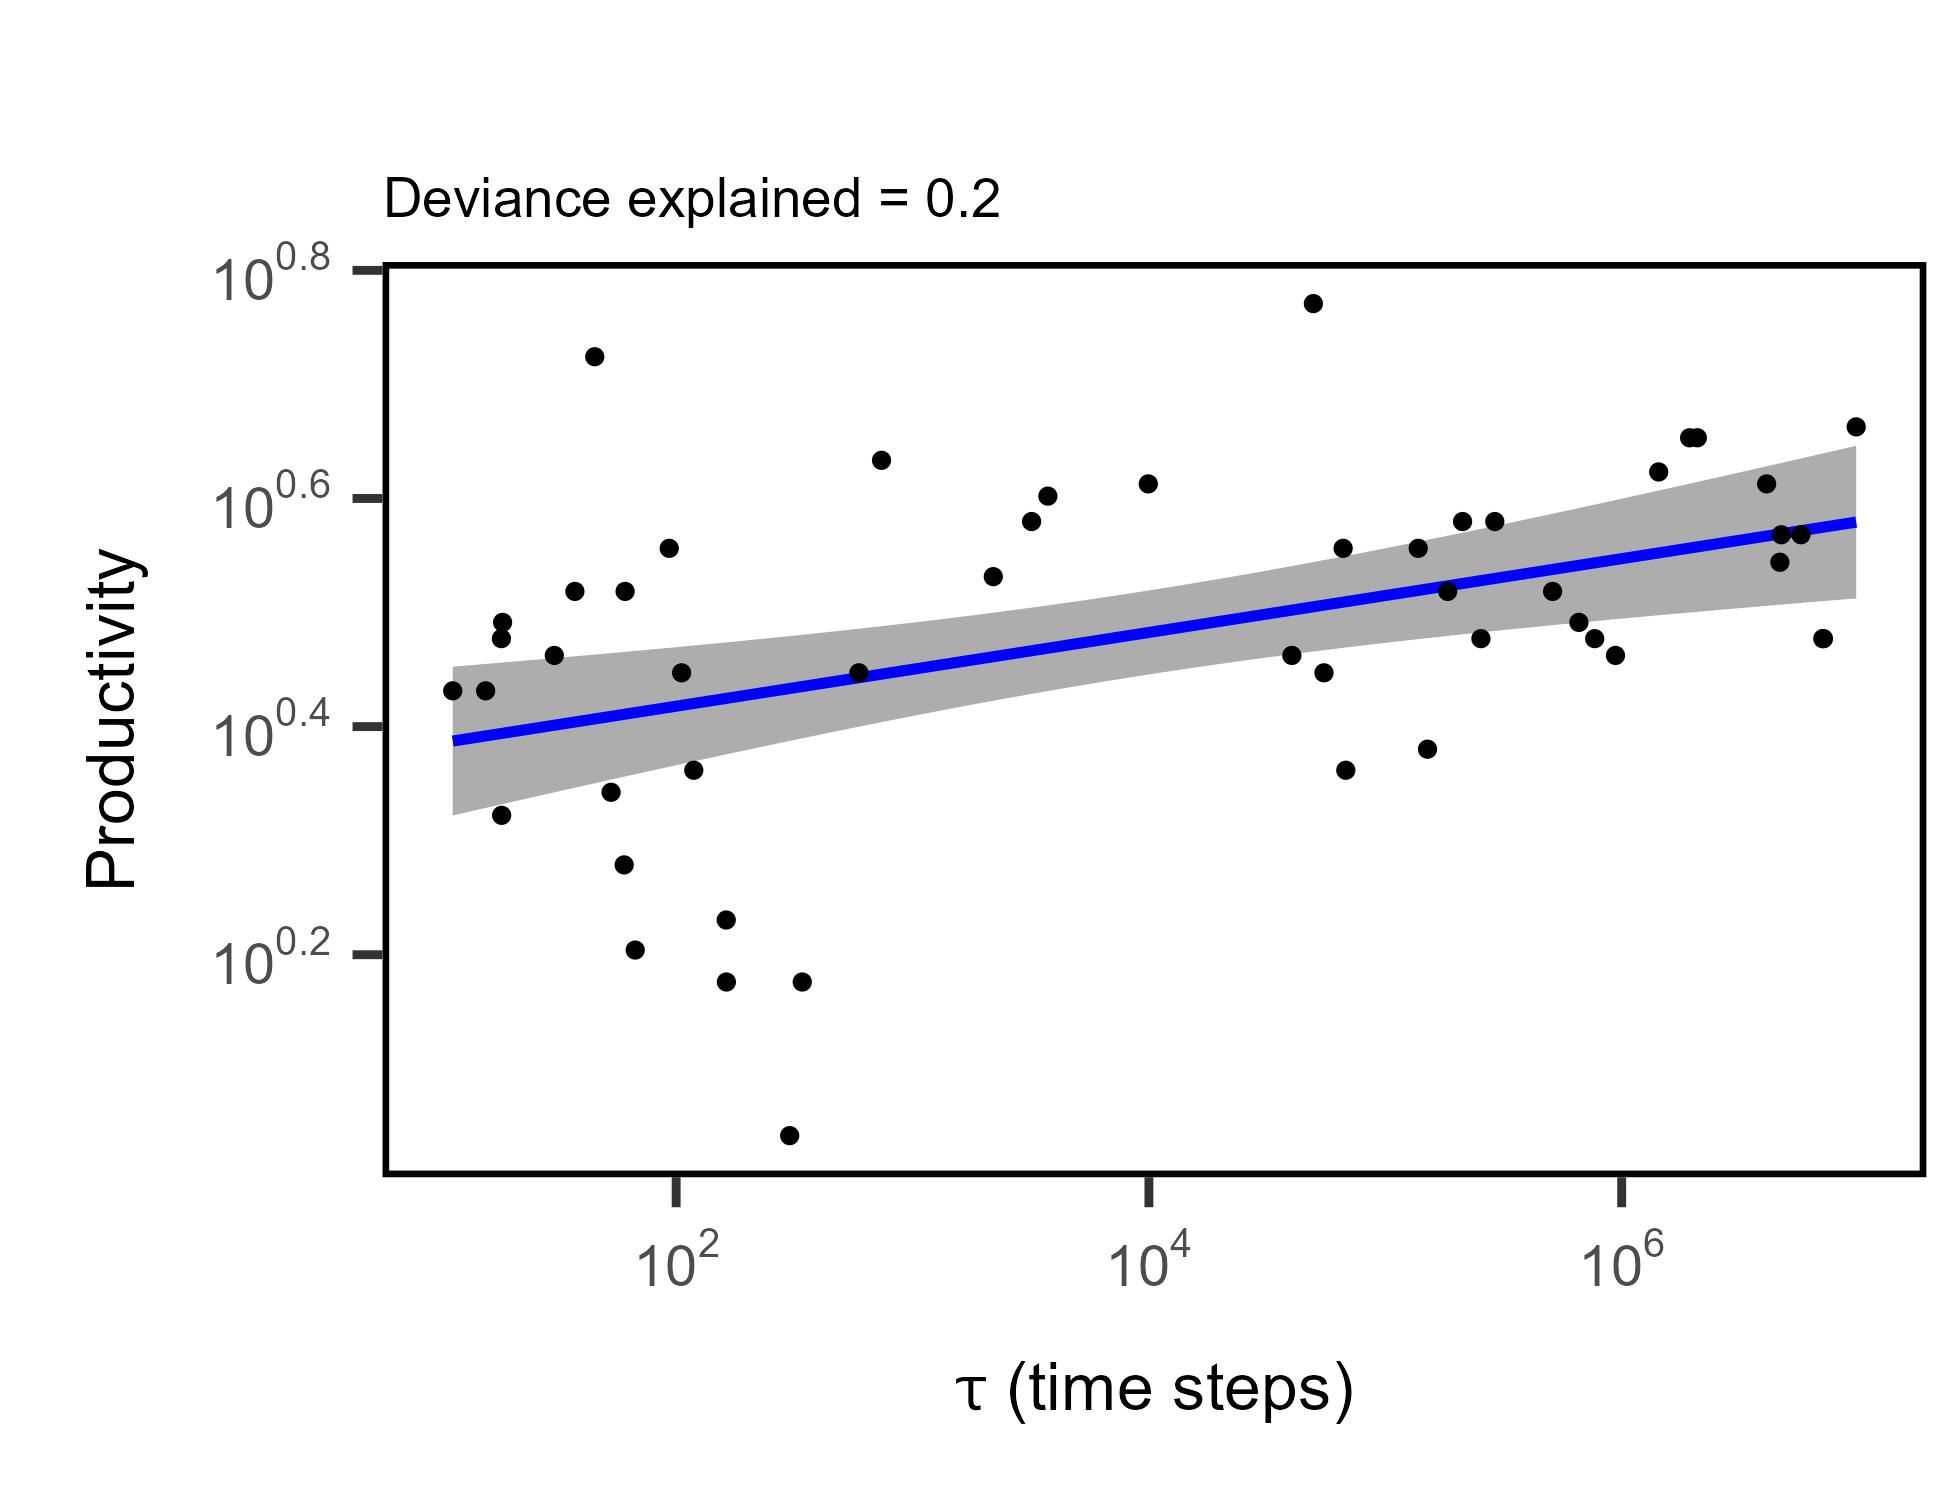 Deviance explained = 0.2
10^0.8
10^0.6
10^0.4
10^0.2
Productivity
10^2 10^4 10^6
τ (time steps)